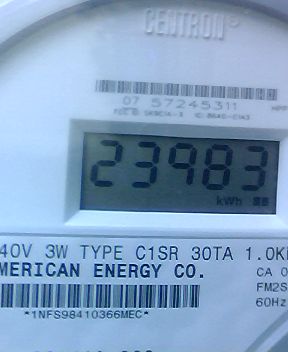 CENTRON®
07 57245311
23983
kWh
40V 3W TYPE C1SR 30TA 1.0K
MERICAN ENERGY CO.
CA 0
FM2S
60Hz
*1NFS98410366MEC*